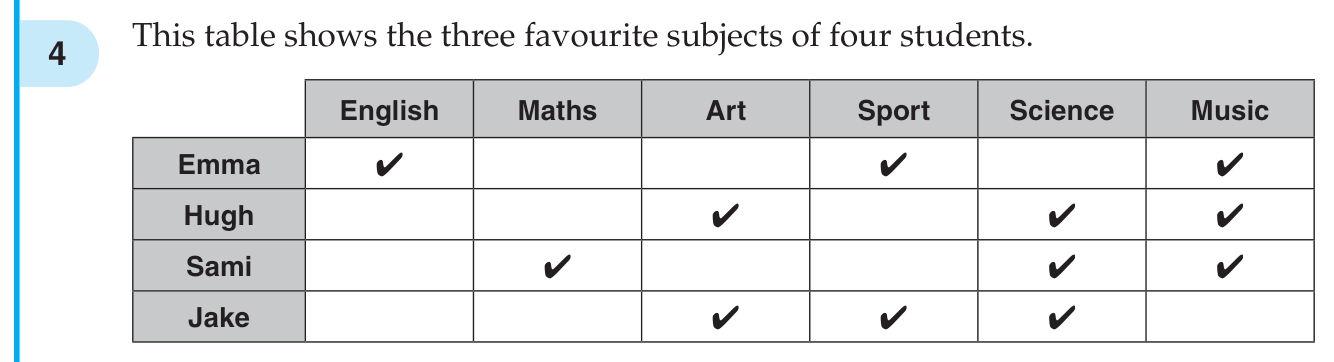 4
This table shows the three favourite subjects of four students.
English Maths Art Sport Science Music
Emma ✔ ✔ ✔
Hugh ✔ ✔ ✔
Sami ✔ ✔ ✔
Jake ✔ ✔ ✔